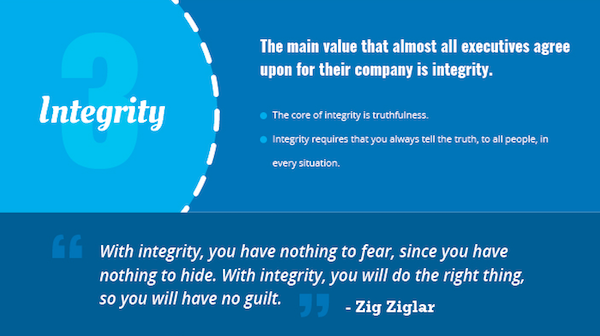 3
Integrity
The main value that almost all executives agree
upon for their company is integrity.
The core of integrity is truthfulness.
Integrity requires that you always tell the truth, to all people, in
every situation.
“
With integrity, you have nothing to fear, since you have
nothing to hide. With integrity, you will do the right thing,
so you will have no guilt.
”
- Zig Ziglar